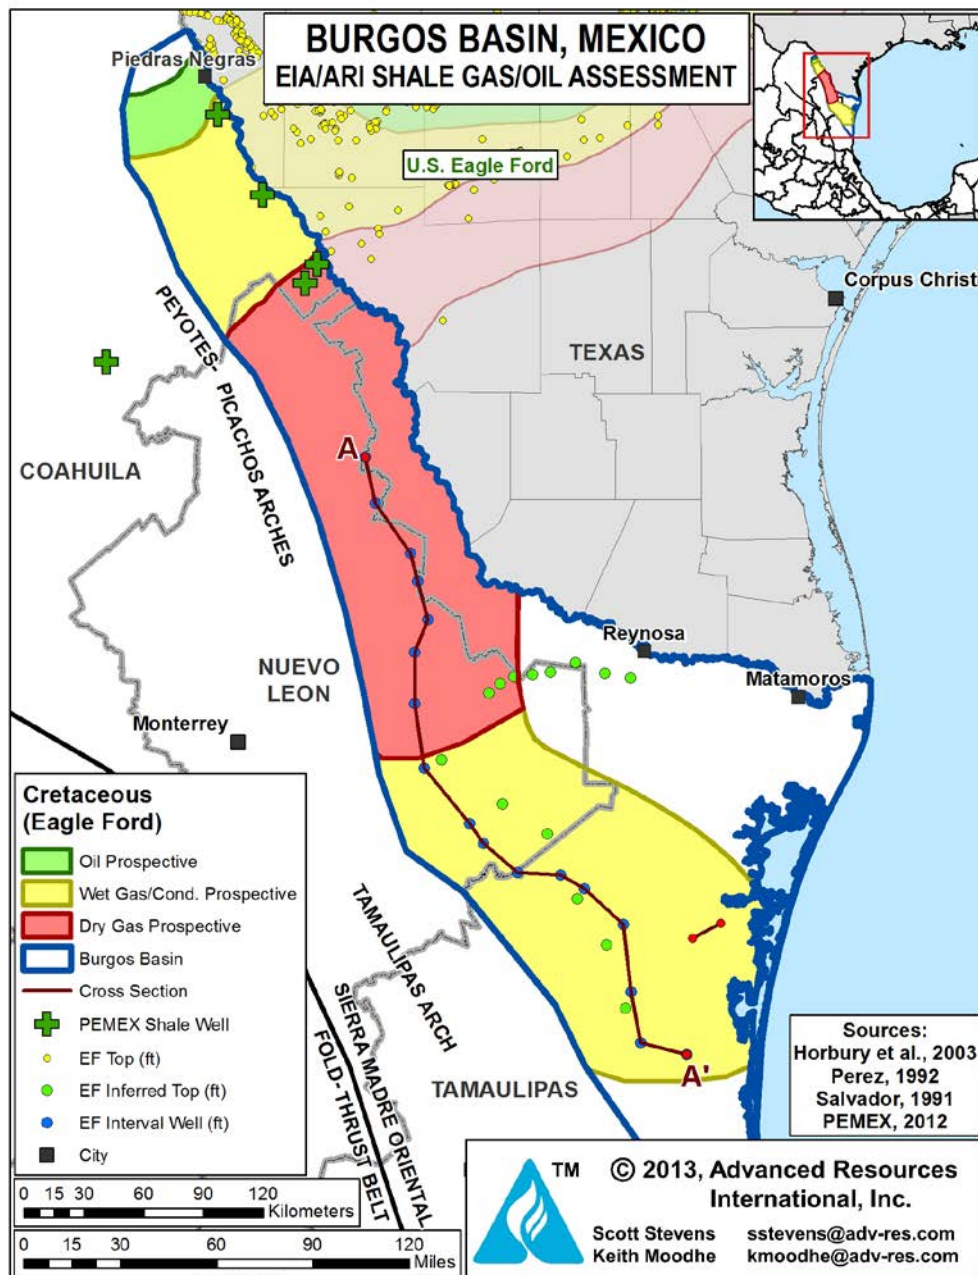 BURGOS BASIN, MEXICO
EIA/ARI SHALE GAS/OIL ASSESSMENT
Piedras Negras
U.S. Eagle Ford
Corpus Christ
PEYOTES-
PICACHOS ARCHES
TEXAS
COAHUILA
A
NUEVO
LEON
Reynosa
Matamoros
Monterrey
Cretaceous
(Eagle Ford)
Oil Prospective
Wet Gas/Cond. Prospective
Dry Gas Prospective
Burgos Basin
Cross Section
PEMEX Shale Well
EF Top (ft)
EF Inferred Top (ft)
EF Interval Well (ft)
City
TAMAULIPAS ARCH
SIERRA MADRE ORIENTAL
FOLD-THRUST BELT
TAMAULIPAS
A'
Sources:
Horbury et al., 2003
Perez, 1992
Salvador, 1991
PEMEX, 2012
0 15 30 60 90 120
Kilometers
0 15 30 60 90 120
Miles
TM
© 2013, Advanced Resources
International, Inc.
Scott Stevens sstevens@adv-res.com
Keith Moodhe kmoodhe@adv-res.com